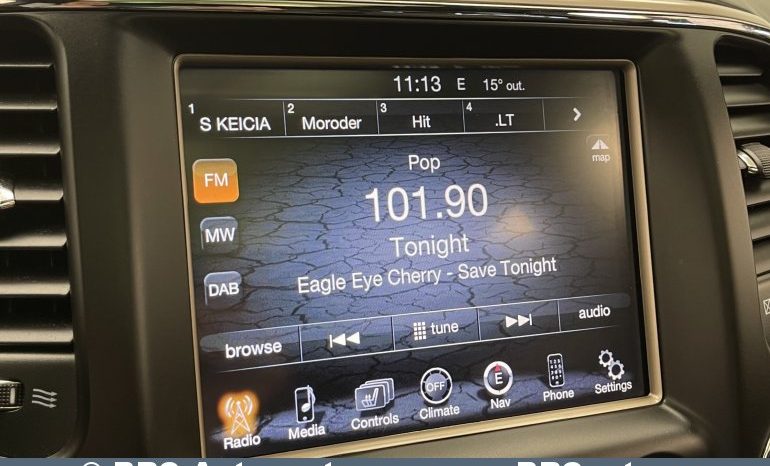 11:13 E 15° out.
1 S KEICIA 2 Moroder 3 Hit 4 .LT >
map
Pop
FM
101.90
MW
Tonight
DAB
Eagle Eye Cherry - Save Tonight
browse tune audio
OFF E
Radio Media Controls Climate Nav Phone Settings